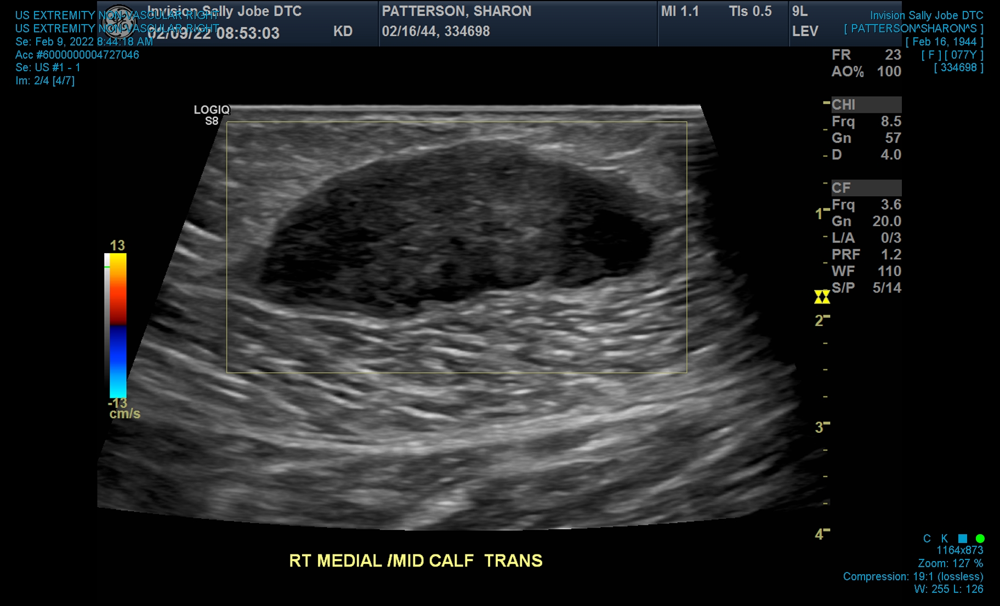 US EXTREMITY NON-VASCULAR RIGHT
US EXTREMITY NON-VASCULAR RIGHT
Se: Feb 9, 2022 8:44:18 AM
Acc #6000000004727046
Se: US #1 - 1
Im: 2/4 [4/7]
Invision Sally Jobe DTC
02/09/22 08:53:03 KD
PATTERSON, SHARON
02/16/44, 334698
MI 1.1 TIs 0.5
9L
LEV
Invision Sally Jobe DTC
[ PATTERSON^SHARON^S ]
[ Feb 16, 1944 ]
[ F ] [ 077Y ]
[ 334698 ]
FR 23
AO% 100
CHI
Frq 8.5
Gn 57
D 4.0
CF
Frq 3.6
Gn 20.0
L/A 0/3
PRF 1.2
WF 110
S/P 5/14
LOGIQ
S8
13
-13
cm/s
1
2
3
4
RT MEDIAL /MID CALF TRANS
C K
1164x873
Zoom: 127 %
Compression: 19:1 (lossless)
W: 255 L: 126